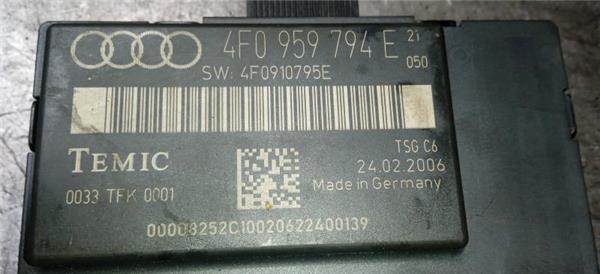 4F0 959 794 E 21
050
SW: 4F0910795E
TEMIC
TSG C6
24.02.2006
0033 TFK 0001
Made in Germany
00008252C10020622400139